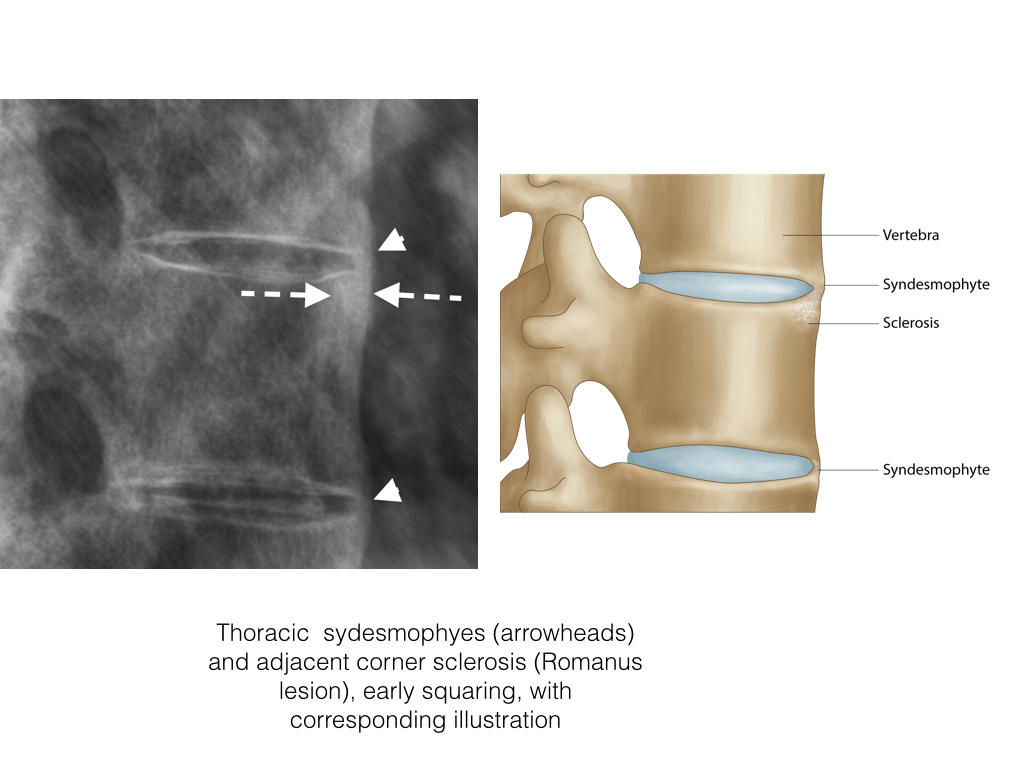 Vertebra
Syndesmophyte
Sclerosis
Syndesmophyte
Thoracic  sydesmophyes (arrowheads)
and adjacent corner sclerosis (Romanus
lesion), early squaring, with
corresponding illustration